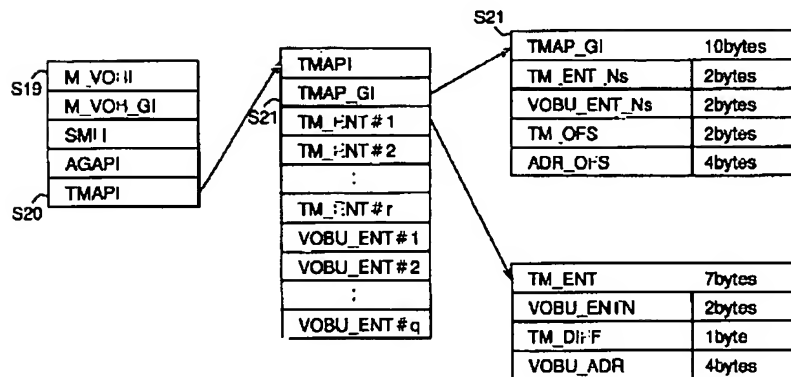 S19
M_VOBI
M_VOB_GI
SMLI
AGAPI
TMAPI
S20
TMAPI
TMAP_GI
S21
TM_ENT#1
TM_ENT#2
:
TM_ENT#r
VOBU_ENT#1
VOBU_ENT#2
:
VOBU_ENT#q
S21
TMAP_GI 10bytes
TM_ENT_Ns 2bytes
VOBU_ENT_Ns 2bytes
TM_OFS 2bytes
ADR_OFS 4bytes
TM_ENT 7bytes
VOBU_ENTN 2bytes
TM_DIFF 1byte
VOBU_ADR 4bytes